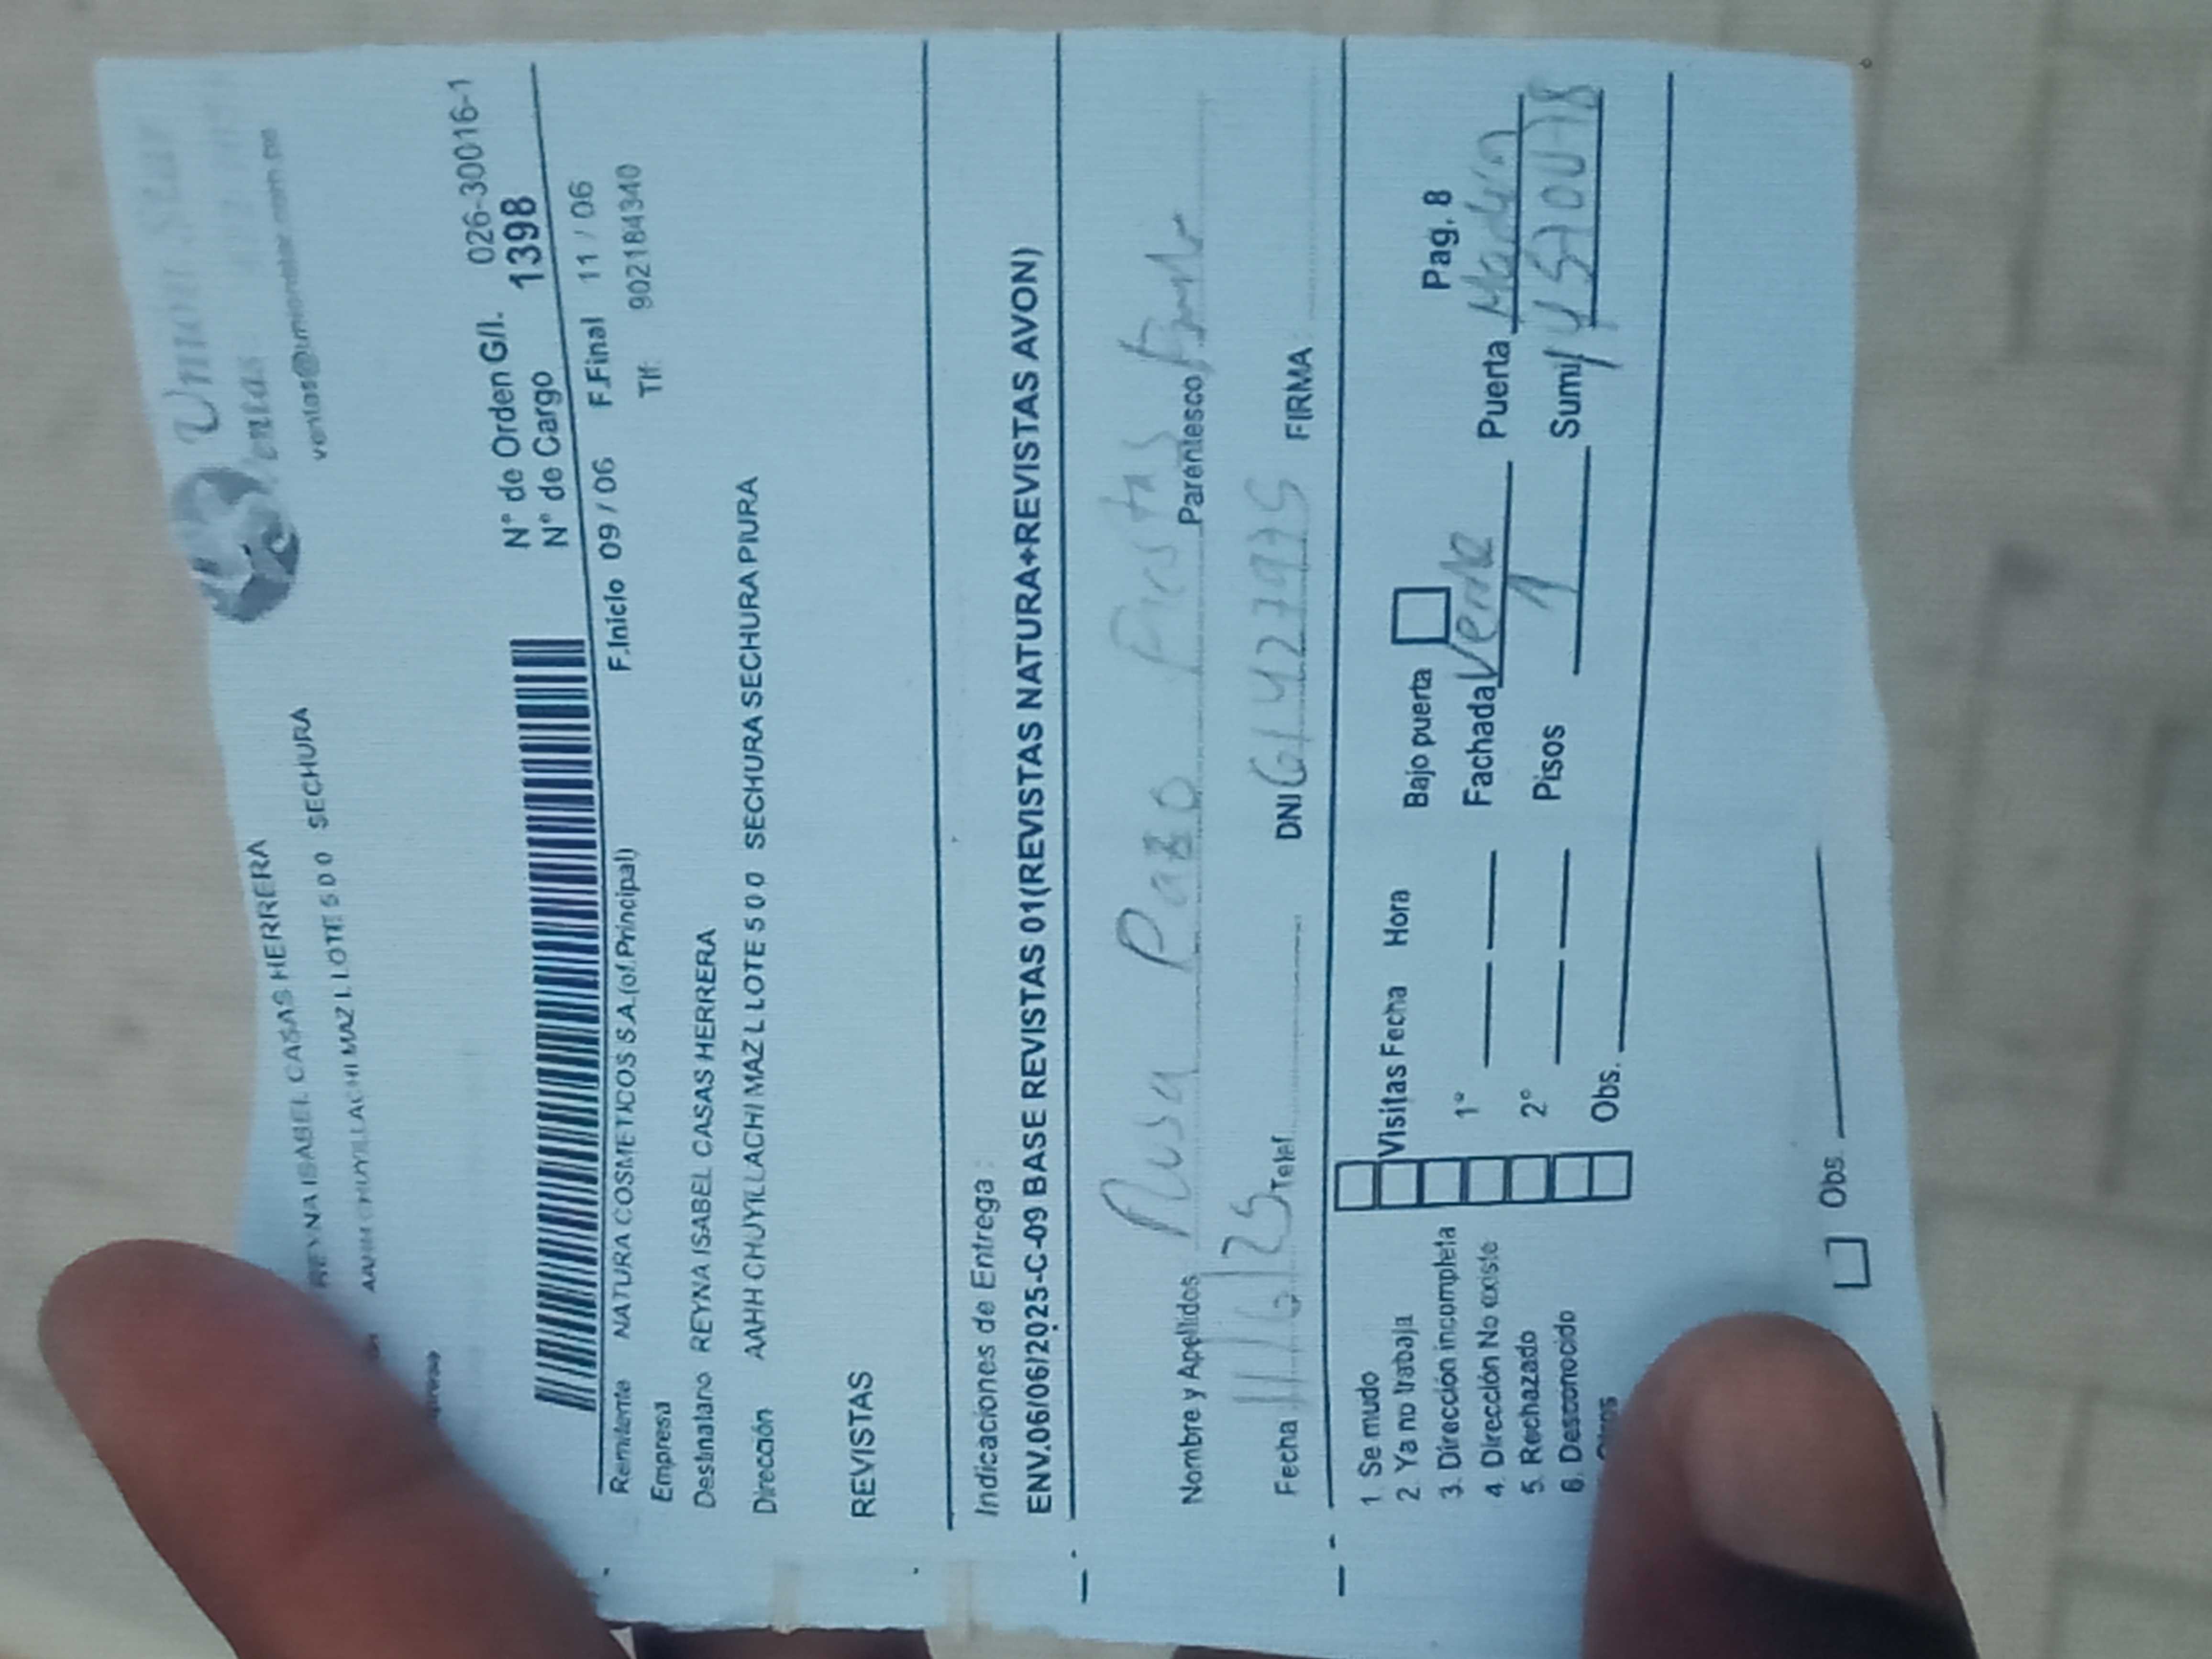 Union Star
Ventas
ventas@unionstar.com.pe
REYNA ISABEL CASAS HERRERA
AAHH CHUYILLACHI MAZ L LOTE 5 0 0 SECHURA
N° de Orden G/I. 026-30016-1
N° de Cargo 1398
F.Inicio 09 / 06 F.Final 11 / 06
Remitente NATURA COSMETICOS S.A.(of.Principal)
Tlf: 902184340
Empresa
Destinatario REYNA ISABEL CASAS HERRERA
Dirección AAHH CHUYILLACHI MAZ L LOTE 5 0 0 SECHURA SECHURA PIURA
REVISTAS
Indicaciones de Entrega :
ENV.06/06/2025-C-09 BASE REVISTAS 01(REVISTAS NATURA+REVISTAS AVON)
Nombre y Apellidos Rosa Pazo Parentesco
Fecha 11/6/25 Telef. DNI FIRMA :
1. Se mudo Visitas Fecha Hora Bajo puerta Pag. 8
2. Ya no trabaja
3. Dirección incompleta 1° Fachada Verde Puerta Madera
4. Dirección No existe
5. Rechazado 2° Pisos 1 Sumi
6. Desconocido Obs.
Otros
Obs.